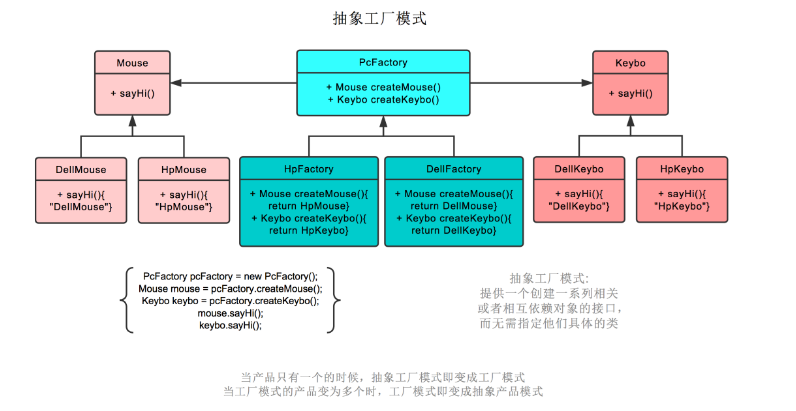 抽象工厂模式
Mouse
+ sayHi()
PcFactory
+ Mouse createMouse()
+ Keybo createKeybo()
Keybo
+ sayHi()
DellMouse
+ sayHi(){
"DellMouse"}
HpMouse
+ sayHi(){
"HpMouse"}
HpFactory
+ Mouse createMouse(){
return HpMouse}
+ Keybo createKeybo(){
return HpKeybo}
DellFactory
+ Mouse createMouse(){
return DellMouse}
+ Keybo createKeybo(){
return DellKeybo}
DellKeybo
+ sayHi(){
"DellKeybo"}
HpKeybo
+ sayHi(){
"HpKeybo"}
PcFactory pcFactory = new PcFactory();
Mouse mouse = pcFactory.createMouse();
Keybo keybo = pcFactory.createKeybo();
mouse.sayHi();
keybo.sayHi();
抽象工厂模式:
提供一个创建一系列相关
或者相互依赖对象的接口,
而无需指定他们具体的类
当产品只有一个的时候，抽象工厂模式即变成工厂模式
当工厂模式的产品变为多个时，工厂模式即变成抽象产品模式